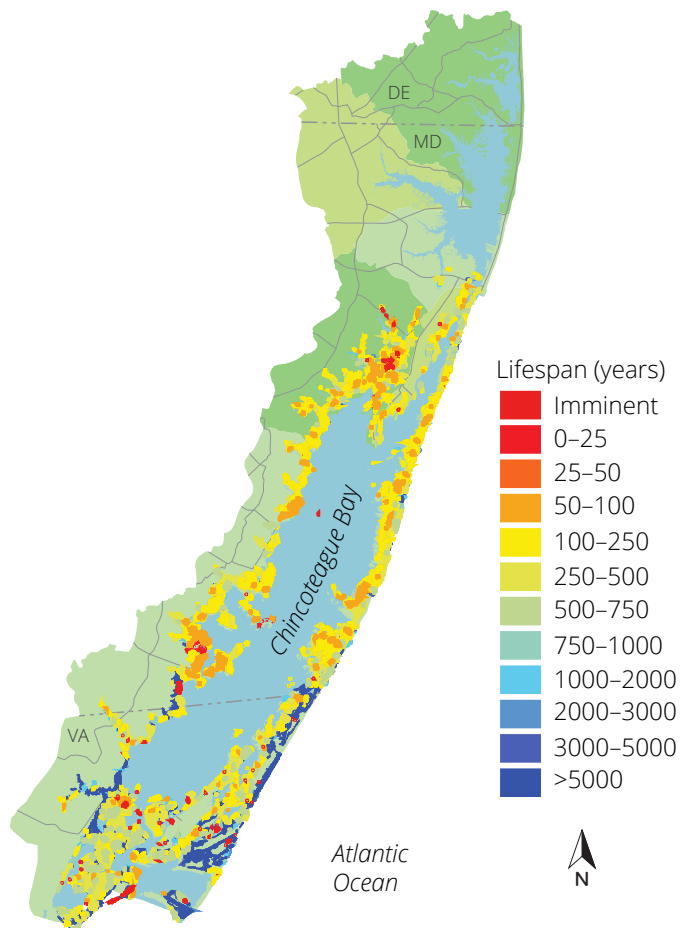 DE
MD
Lifespan (years)
Imminent
0–25
25–50
50–100
100–250
250–500
500–750
750–1000
1000–2000
2000–3000
3000–5000
>5000
Chincoteague Bay
VA
Atlantic
Ocean
N